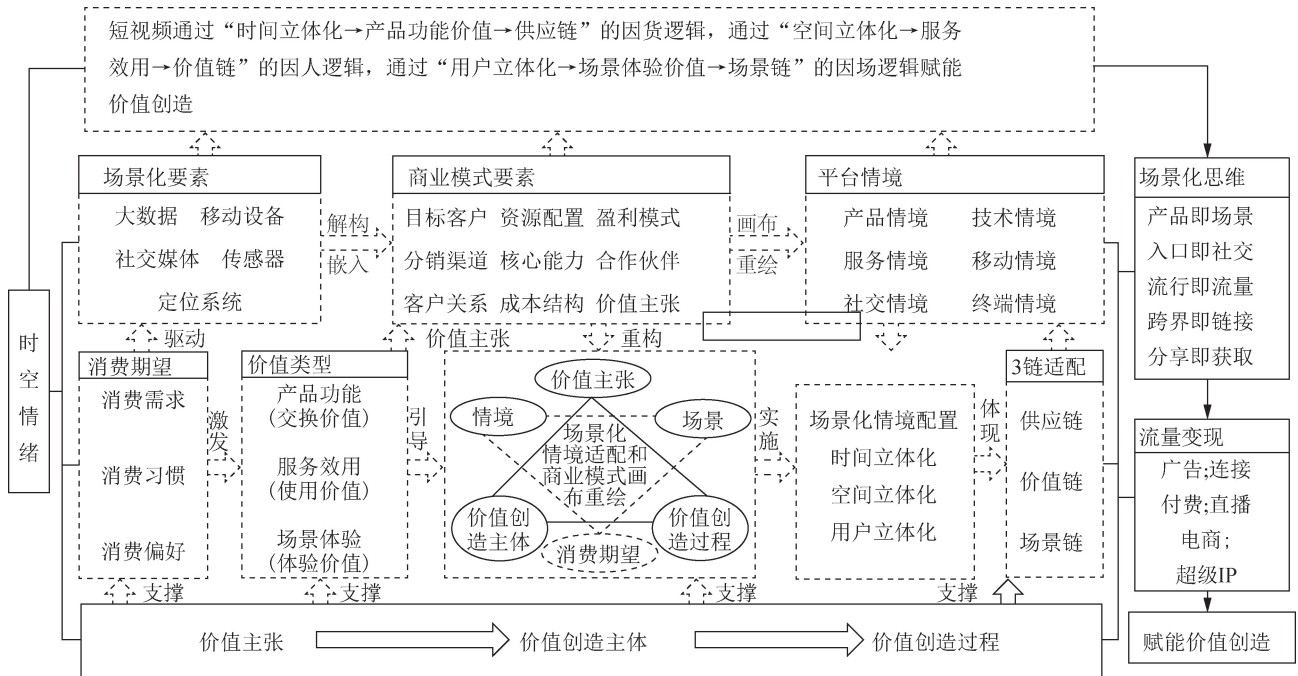 短视频通过“时间立体化→产品功能价值→供应链”的因货逻辑，通过“空间立体化→服务
效用→价值链”的因人逻辑，通过“用户立体化→场景体验价值→场景链”的因场逻辑赋能
价值创造
时空情绪
场景化要素
大数据 移动设备
社交媒体 传感器
定位系统
解构
嵌入
商业模式要素
目标客户 资源配置 盈利模式
分销渠道 核心能力 合作伙伴
客户关系 成本结构 价值主张
画布
重绘
平台情境
产品情境 技术情境
服务情境 移动情境
社交情境 终端情境
驱动
价值主张
重构
消费期望
消费需求
消费习惯
消费偏好
激发
价值类型
产品功能
(交换价值)
服务效用
(使用价值)
场景体验
(体验价值)
引导
价值主张
情境
场景
场景化
情境适配和
商业模式画
布重绘
价值创
造主体
价值创
造过程
消费期望
实施
场景化情境配置
时间立体化
空间立体化
用户立体化
体现
3链适配
供应链
价值链
场景链
支撑
支撑
支撑
支撑
价值主张
价值创造主体
价值创造过程
场景化思维
产品即场景
入口即社交
流行即流量
跨界即链接
分享即获取
流量变现
广告;连接
付费;直播
电商;
超级IP
赋能价值创造